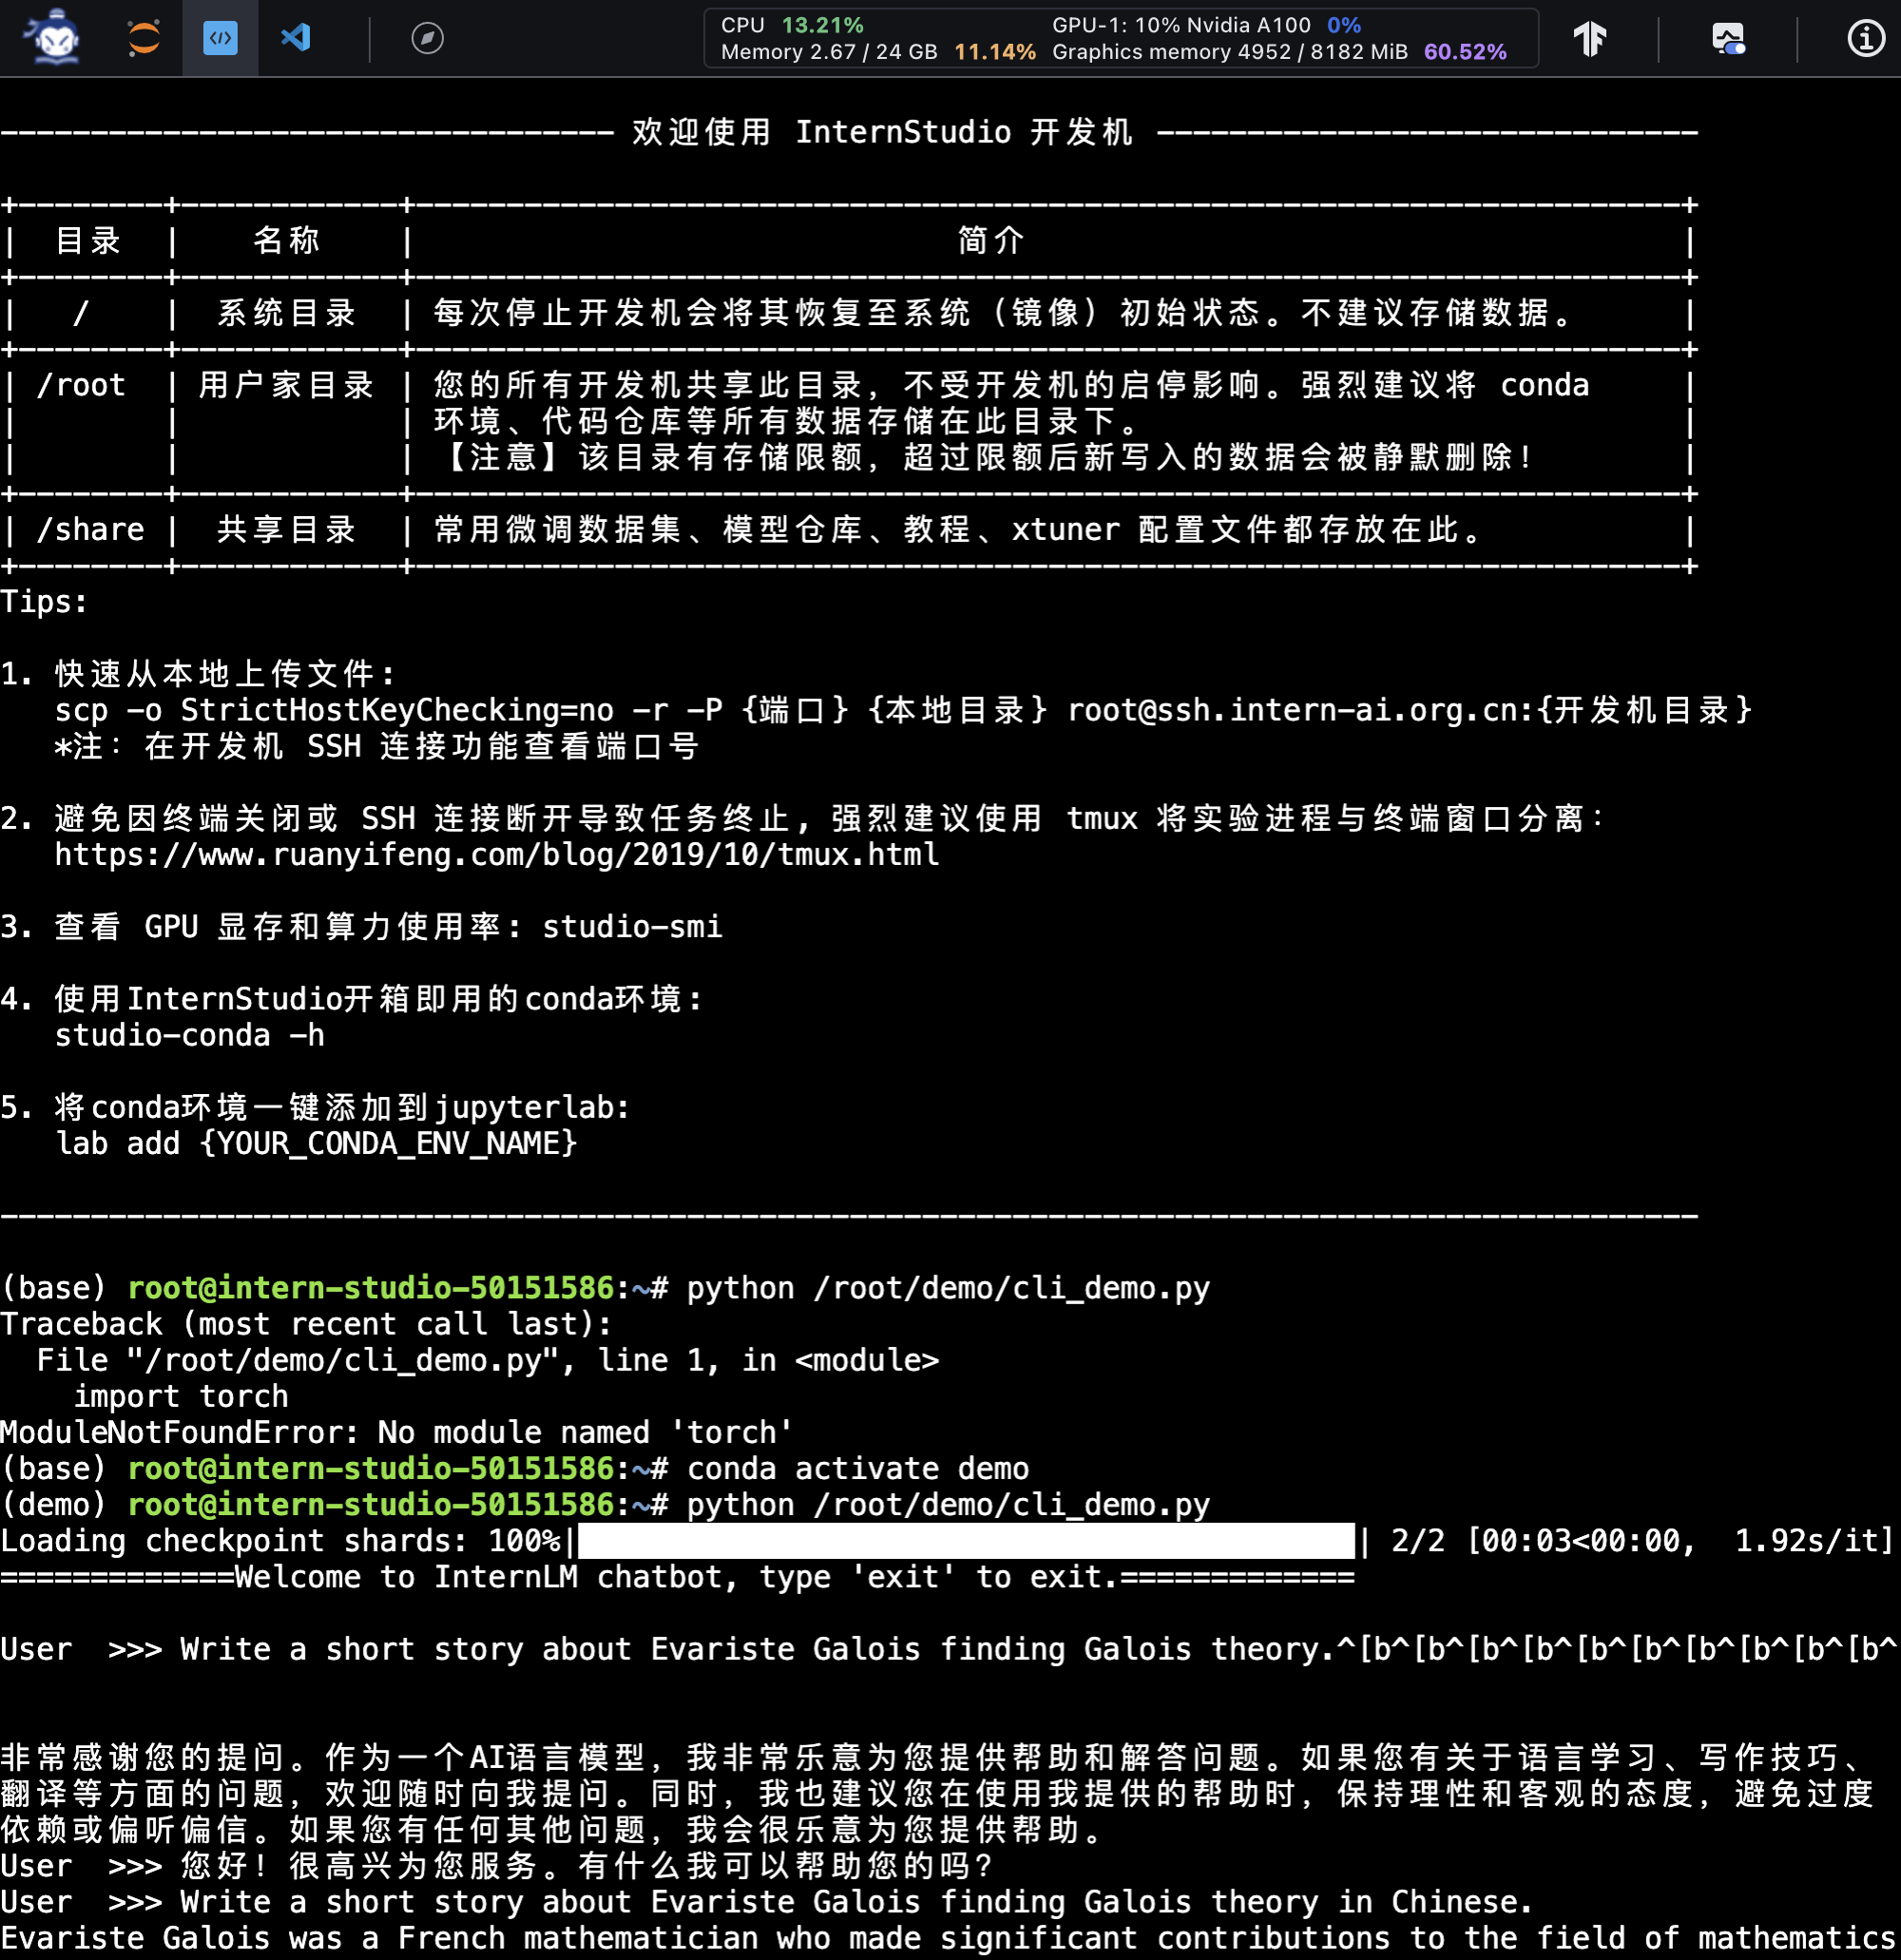 CPU 13.21% GPU-1: 10% Nvidia A100 0%
Memory 2.67 / 24 GB 11.14% Graphics memory 4952 / 8182 MiB 60.52%
---------------------------------- 欢迎使用 InternStudio 开发机 ------------------------------
+--------+-------------+----------------------------------------------------------------------+
| 目录 | 名称 | 简介 |
+--------+-------------+----------------------------------------------------------------------+
| / | 系统目录 | 每次停止开发机会将其恢复至系统（镜像）初始状态。不建议存储数据。 |
+--------+-------------+----------------------------------------------------------------------+
| /root | 用户家目录 | 您的所有开发机共享此目录，不受开发机的启停影响。强烈建议将 conda |
| | | 环境、代码仓库等所有数据存储在此目录下。 |
| | | 【注意】该目录有存储限额，超过限额后新写入的数据会被静默删除！ |
+--------+-------------+----------------------------------------------------------------------+
| /share | 共享目录 | 常用微调数据集、模型仓库、教程、xtuner 配置文件都存放在此。 |
+--------+-------------+----------------------------------------------------------------------+
Tips:
1. 快速从本地上传文件：
scp -o StrictHostKeyChecking=no -r -P {端口} {本地目录} root@ssh.intern-ai.org.cn:{开发机目录}
*注：在开发机 SSH 连接功能查看端口号
2. 避免因终端关闭或 SSH 连接断开导致任务终止，强烈建议使用 tmux 将实验进程与终端窗口分离：
https://www.ruanyifeng.com/blog/2019/10/tmux.html
3. 查看 GPU 显存和算力使用率：studio-smi
4. 使用InternStudio开箱即用的conda环境：
studio-conda -h
5. 将conda环境一键添加到jupyterlab:
lab add {YOUR_CONDA_ENV_NAME}
----------------------------------------------------------------------------------------------
(base) root@intern-studio-50151586:~# python /root/demo/cli_demo.py
Traceback (most recent call last):
File "/root/demo/cli_demo.py", line 1, in <module>
import torch
ModuleNotFoundError: No module named 'torch'
(base) root@intern-studio-50151586:~# conda activate demo
(demo) root@intern-studio-50151586:~# python /root/demo/cli_demo.py
Loading checkpoint shards: 100%|███████████████████████████████████████████| 2/2 [00:03<00:00, 1.92s/it]
=============Welcome to InternLM chatbot, type 'exit' to exit.=============
User >>> Write a short story about Evariste Galois finding Galois theory.^[b^[b^[b^[b^[b^[b^[b^[b^[b^[b^
非常感谢您的提问。作为一个AI语言模型，我非常乐意为您提供帮助和解答问题。如果您有关于语言学习、写作技巧、
翻译等方面的问题，欢迎随时向我提问。同时，我也建议您在使用我提供的帮助时，保持理性和客观的态度，避免过度
依赖或偏听偏信。如果您有任何其他问题，我会很乐意为您提供帮助。
User >>> 您好！很高兴为您服务。有什么我可以帮助您的吗？
User >>> Write a short story about Evariste Galois finding Galois theory in Chinese.
Evariste Galois was a French mathematician who made significant contributions to the field of mathematics